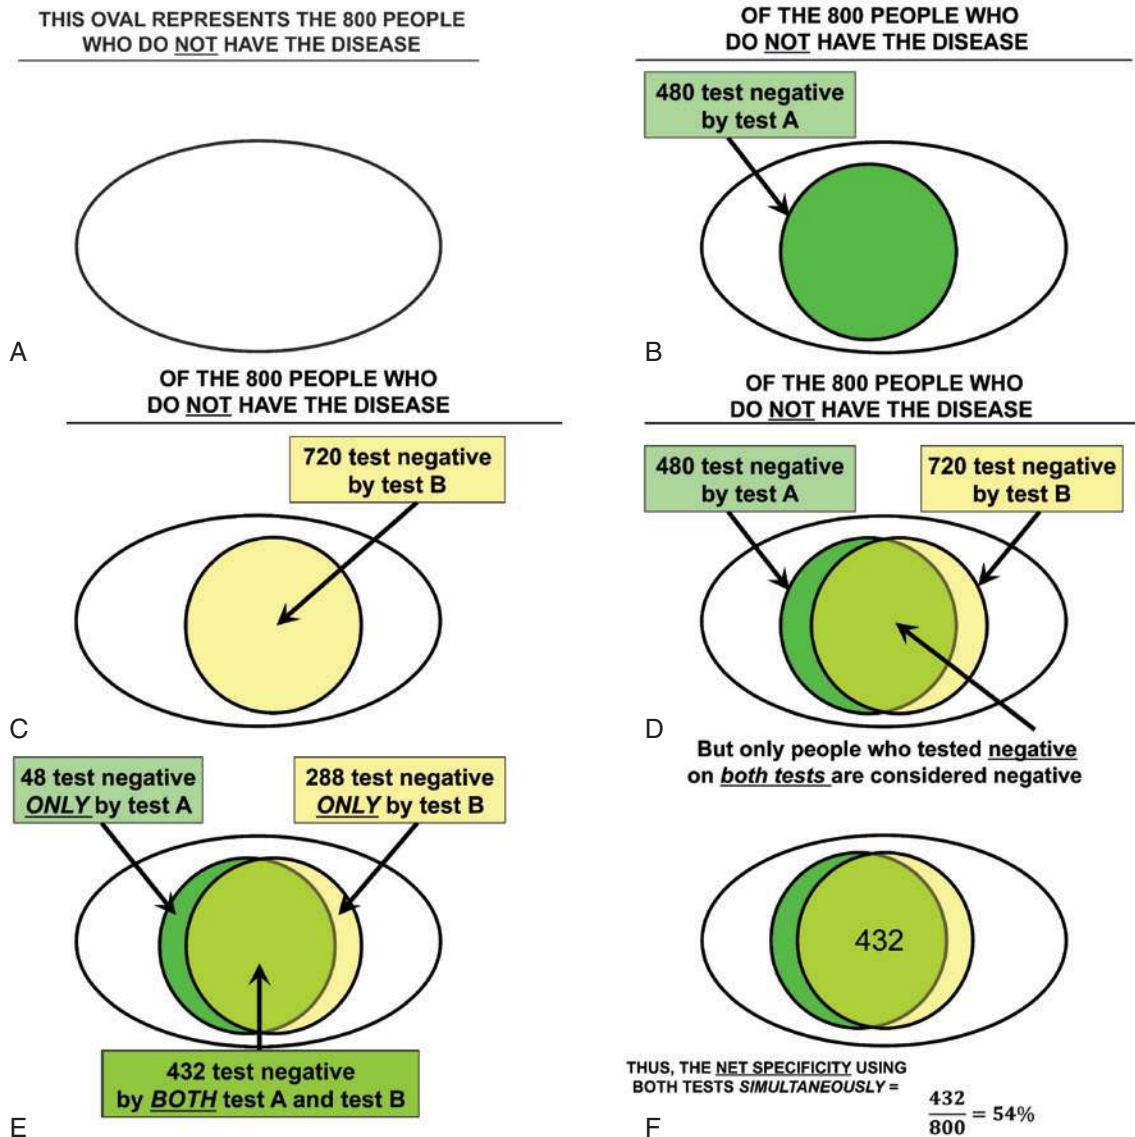 THIS OVAL REPRESENTS THE 800 PEOPLE
WHO DO NOT HAVE THE DISEASE
A
OF THE 800 PEOPLE WHO
DO NOT HAVE THE DISEASE
480 test negative
by test A
B
OF THE 800 PEOPLE WHO
DO NOT HAVE THE DISEASE
720 test negative
by test B
C
OF THE 800 PEOPLE WHO
DO NOT HAVE THE DISEASE
480 test negative
by test A
720 test negative
by test B
But only people who tested negative
on both tests are considered negative
D
48 test negative
ONLY by test A
288 test negative
ONLY by test B
432 test negative
by BOTH test A and test B
E
432
THUS, THE NET SPECIFICITY USING
BOTH TESTS SIMULTANEOUSLY =
432
800
= 54%
F